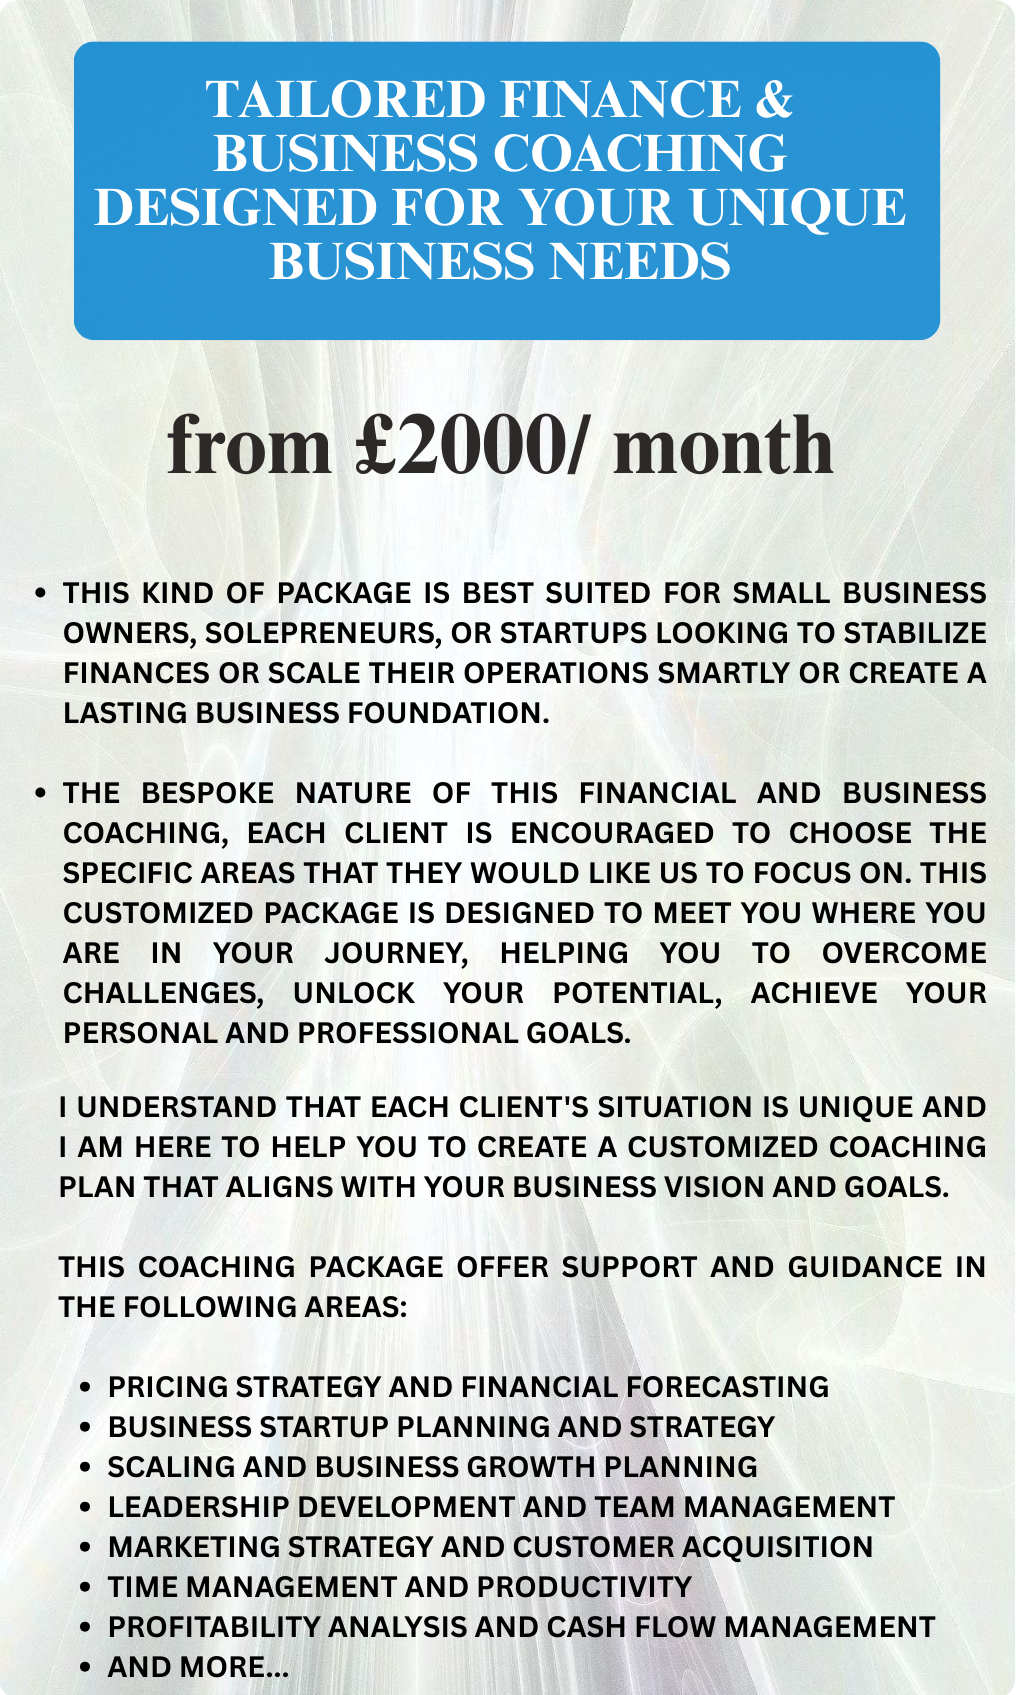 TAILORED FINANCE &
BUSINESS COACHING
DESIGNED FOR YOUR UNIQUE
BUSINESS NEEDS
from £2000/ month
• THIS KIND OF PACKAGE IS BEST SUITED FOR SMALL BUSINESS
OWNERS, SOLEPRENEURS, OR STARTUPS LOOKING TO STABILIZE
FINANCES OR SCALE THEIR OPERATIONS SMARTLY OR CREATE A
LASTING BUSINESS FOUNDATION.
• THE BESPOKE NATURE OF THIS FINANCIAL AND BUSINESS
COACHING, EACH CLIENT IS ENCOURAGED TO CHOOSE THE
SPECIFIC AREAS THAT THEY WOULD LIKE US TO FOCUS ON. THIS
CUSTOMIZED PACKAGE IS DESIGNED TO MEET YOU WHERE YOU
ARE IN YOUR JOURNEY, HELPING YOU TO OVERCOME
CHALLENGES, UNLOCK YOUR POTENTIAL, ACHIEVE YOUR
PERSONAL AND PROFESSIONAL GOALS.
I UNDERSTAND THAT EACH CLIENT'S SITUATION IS UNIQUE AND
I AM HERE TO HELP YOU TO CREATE A CUSTOMIZED COACHING
PLAN THAT ALIGNS WITH YOUR BUSINESS VISION AND GOALS.
THIS COACHING PACKAGE OFFER SUPPORT AND GUIDANCE IN
THE FOLLOWING AREAS:
• PRICING STRATEGY AND FINANCIAL FORECASTING
• BUSINESS STARTUP PLANNING AND STRATEGY
• SCALING AND BUSINESS GROWTH PLANNING
• LEADERSHIP DEVELOPMENT AND TEAM MANAGEMENT
• MARKETING STRATEGY AND CUSTOMER ACQUISITION
• TIME MANAGEMENT AND PRODUCTIVITY
• PROFITABILITY ANALYSIS AND CASH FLOW MANAGEMENT
• AND MORE...